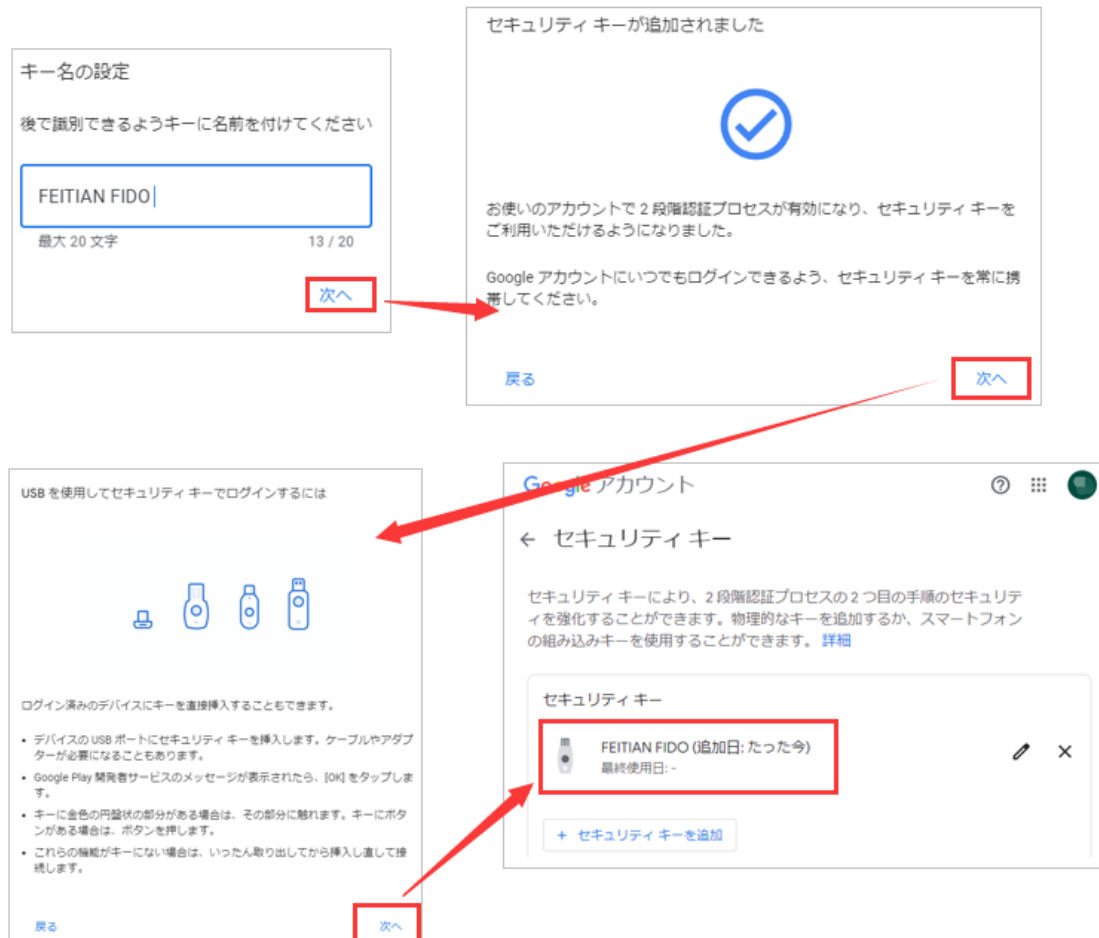 キー名の設定
後で識別できるようキーに名前を付けてください
FEITIAN FIDO
最大 20 文字
13 / 20
次へ
セキュリティ キーが追加されました
お使いのアカウントで 2 段階認証プロセスが有効になり、セキュリティ キーを
ご利用いただけるようになりました。
Google アカウントにいつでもログインできるよう、セキュリティ キーを常に携
帯してください。
戻る
次へ
USB を使用してセキュリティ キーでログインするには
ログイン済みのデバイスにキーを直接挿入することもできます。
• デバイスの USB ポートにセキュリティ キーを挿入します。ケーブルやアダプ
ターが必要になることもあります。
• Google Play 開発者サービスのメッセージが表示されたら、[OK] をタップしま
す。
• キーに金色の円盤状の部分がある場合は、その部分に触れます。キーにボタ
ンがある場合は、ボタンを押します。
• これらの機能がキーにない場合は、いったん取り出してから挿入し直して接
続します。
戻る
次へ
Google アカウント
← セキュリティ キー
セキュリティ キーにより、2 段階認証プロセスの 2 つ目の手順のセキュリテ
ィを強化することができます。物理的なキーを追加するか、スマートフォン
の組み込みキーを使用することができます。 詳細
セキュリティ キー
FEITIAN FIDO (追加日: たった今)
最終使用日: -
+ セキュリティ キーを追加